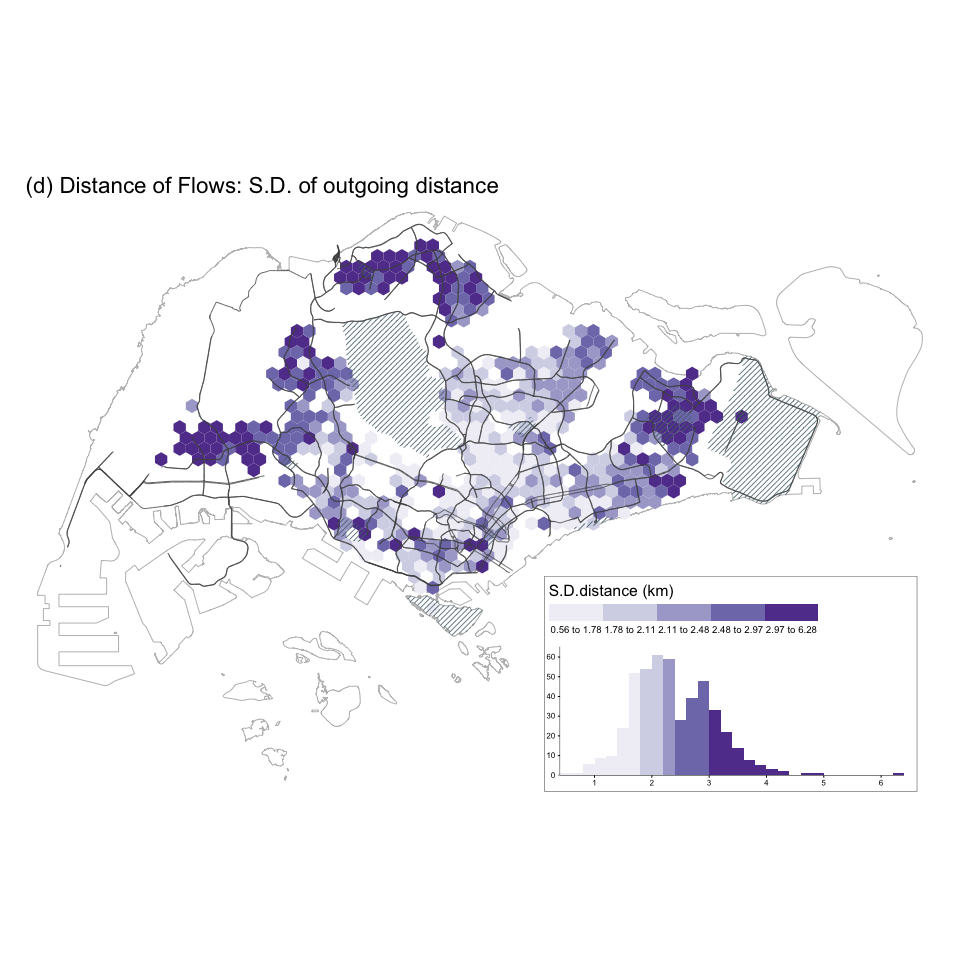 (d) Distance of Flows: S.D. of outgoing distance
S.D.distance (km)
0.56 to 1.78 1.78 to 2.11 2.11 to 2.48 2.48 to 2.97 2.97 to 6.28
60
50
40
30
20
10
0
1 2 3 4 5 6